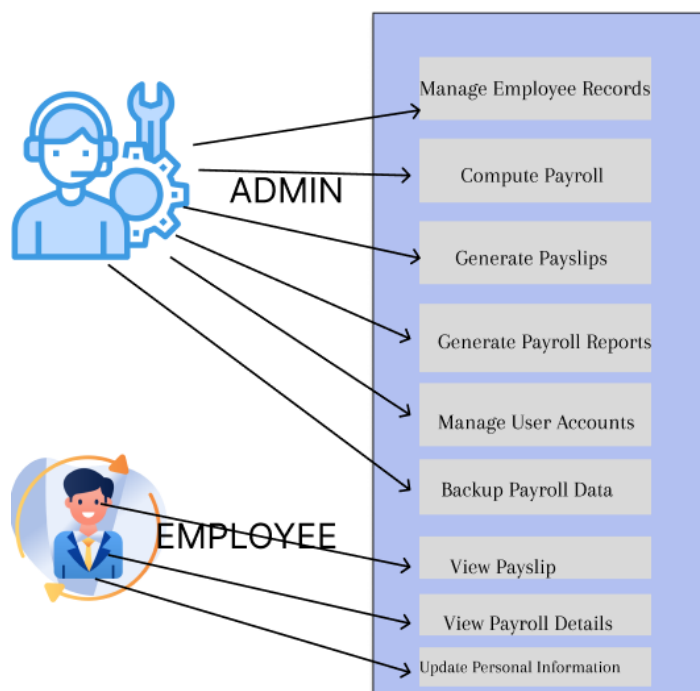 Manage Employee Records
Compute Payroll
ADMIN
Generate Payslips
Generate Payroll Reports
Manage User Accounts
Backup Payroll Data
EMPLOYEE
View Payslip
View Payroll Details
Update Personal Information